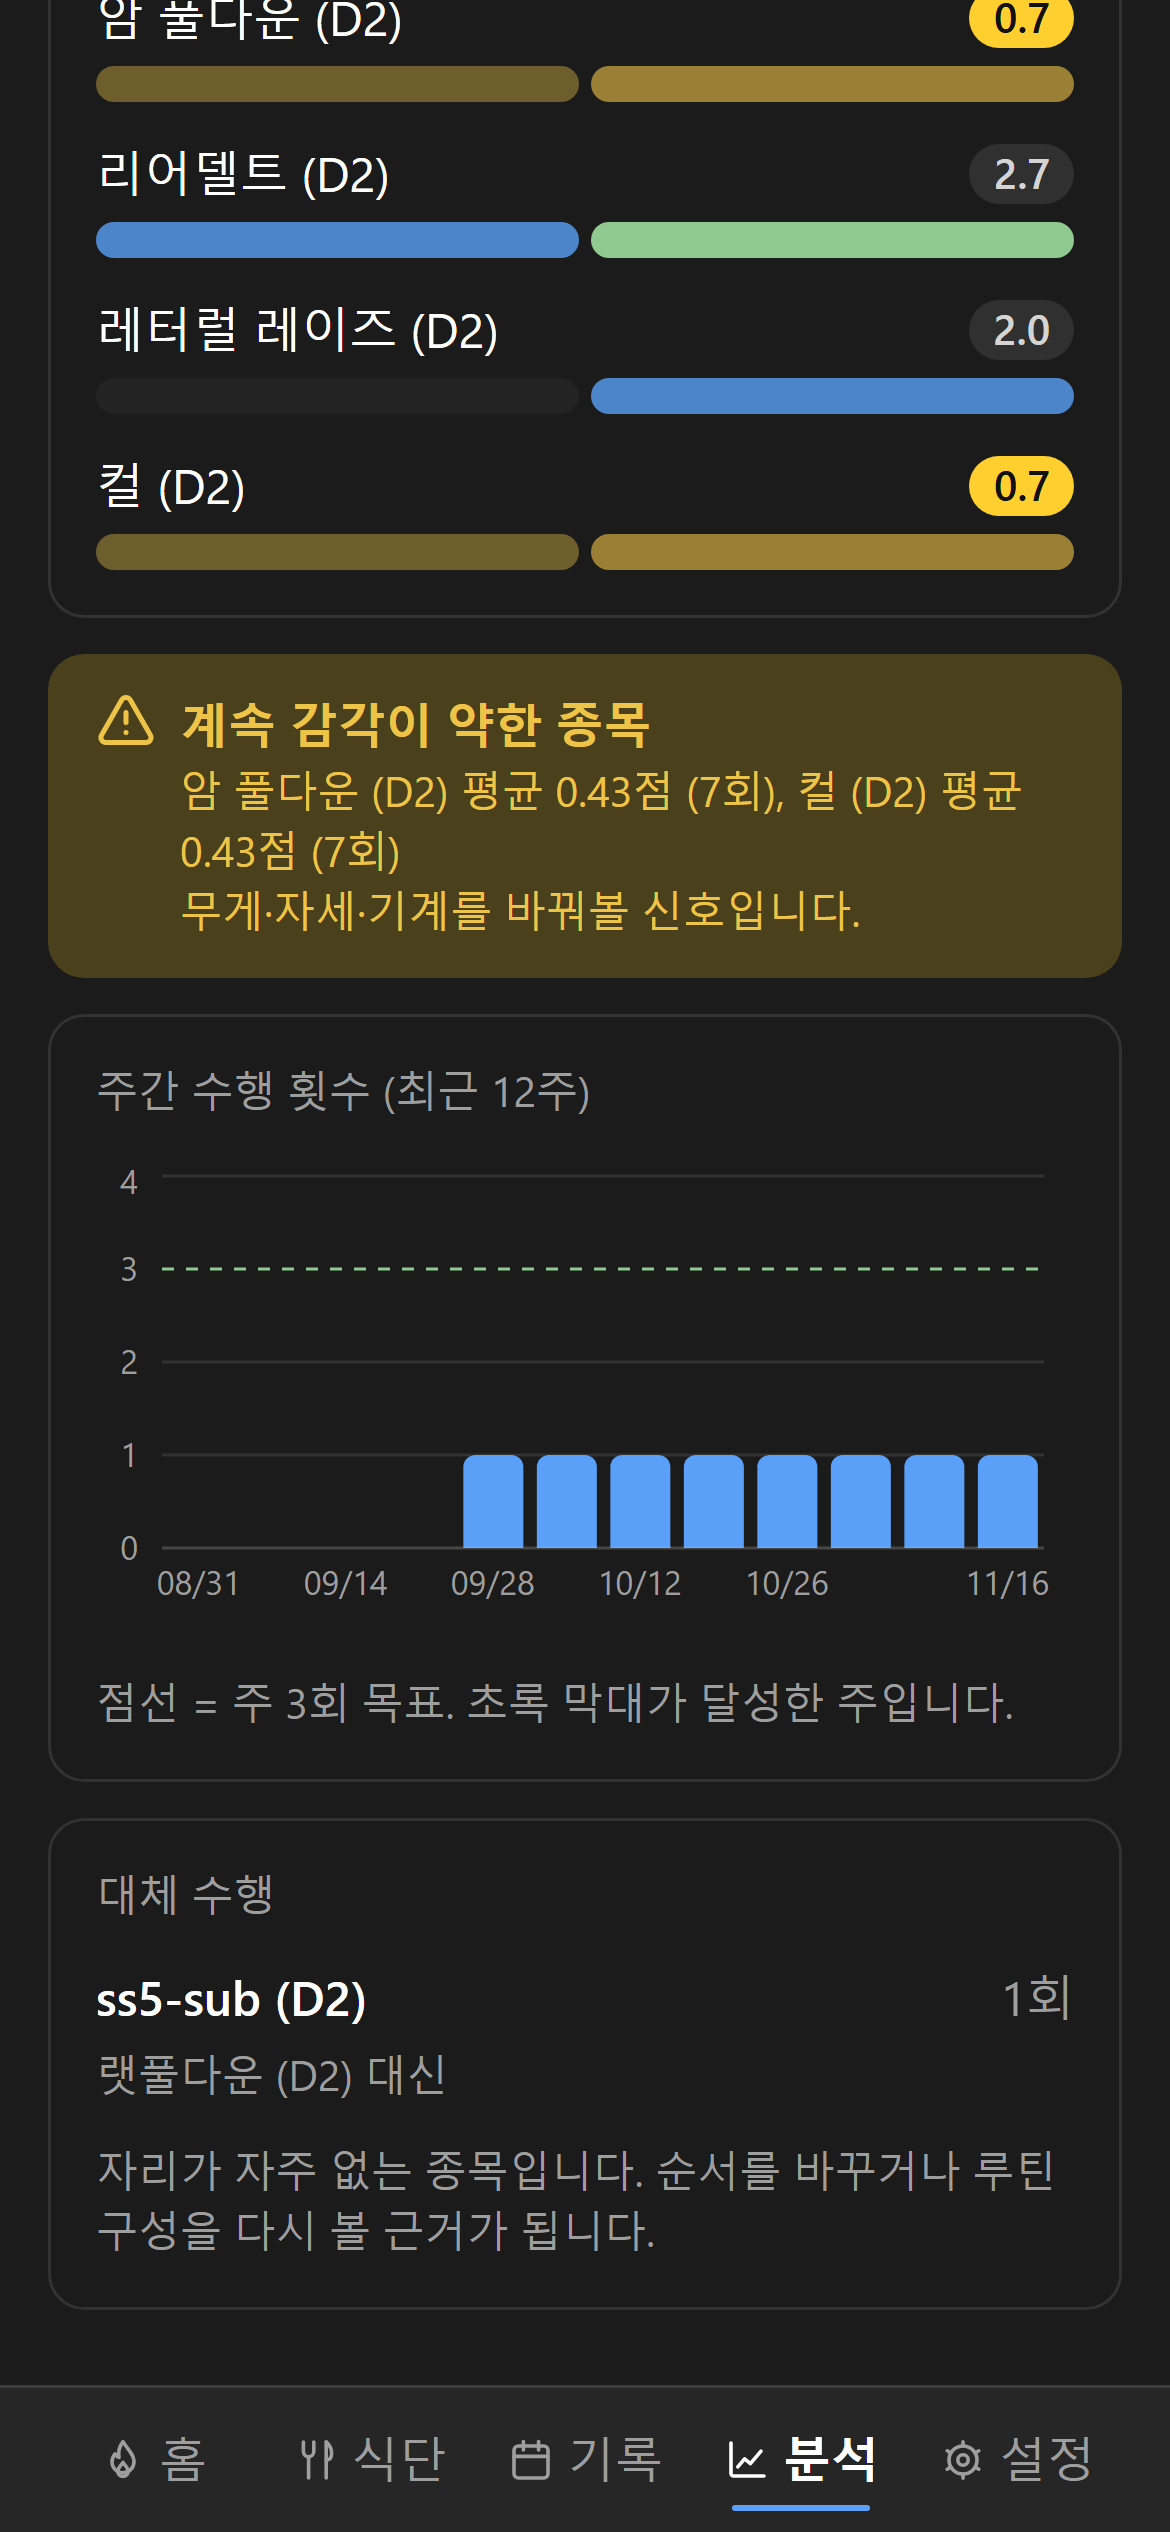 암 풀다운 (D2)
0.7
리어델트 (D2)
2.7
레터럴 레이즈 (D2)
2.0
컬 (D2)
0.7
계속 감각이 약한 종목
암 풀다운 (D2) 평균 0.43점 (7회), 컬 (D2) 평균
0.43점 (7회)
무게·자세·기계를 바꿔볼 신호입니다.
주간 수행 횟수 (최근 12주)
4
3
2
1
0
08/31 09/14 09/28 10/12 10/26 11/16
점선 = 주 3회 목표. 초록 막대가 달성한 주입니다.
대체 수행
ss5-sub (D2)
1회
랫풀다운 (D2) 대신
자리가 자주 없는 종목입니다. 순서를 바꾸거나 루틴
구성을 다시 볼 근거가 됩니다.
홈 식단 기록 분석 설정